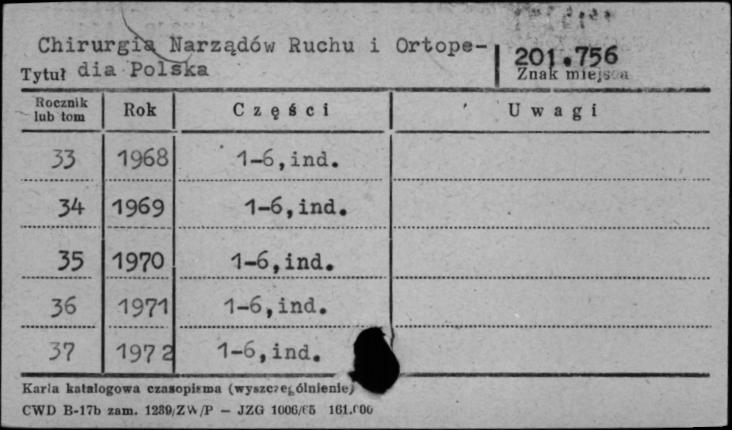 Chirurgia Narządów Ruchu i Ortope-
Tytuł dia Polska
201.756
Znak miejsca
Rocznik lub tom Rok Części Uwagi
33 1968 1-6,ind.
34 1969 1-6,ind.
35 1970 1-6,ind.
36 1971 1-6,ind.
37 1972 1-6,ind.
Karta katalogowa czasopisma (wyszczególnienie)
CWD B-17b zam. 1239/ZW/P — JZG 1006/65 161.000